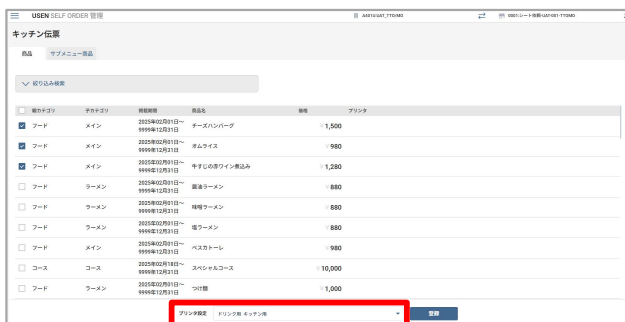 USEN SELF ORDER 管理
A4014:UAT_TTO/MO
0001:シート依頼-UAT-001-TTO/MO
キッチン伝票
商品 サブメニュー商品
絞り込み検索
親カテゴリ 子カテゴリ 掲載期間 商品名 価格 プリンタ
フード メイン 2025年02月01日～ 9999年12月31日 チーズハンバーグ 1,500
フード メイン 2025年02月01日～ 9999年12月31日 オムライス 980
フード メイン 2025年02月01日～ 9999年12月31日 牛すじの赤ワイン煮込み 1,280
フード ラーメン 2025年02月01日～ 9999年12月31日 醤油ラーメン 880
フード ラーメン 2025年02月01日～ 9999年12月31日 味噌ラーメン 880
フード ラーメン 2025年02月01日～ 9999年12月31日 塩ラーメン 880
フード メイン 2025年02月01日～ 9999年12月31日 ペスカトーレ 980
コース コース 2025年02月18日～ 9999年12月31日 スペシャルコース 10,000
フード ラーメン 2025年02月01日～ 9999年12月31日 つけ麺 1,000
プリンタ設定 ドリンク用 キッチン用 登録